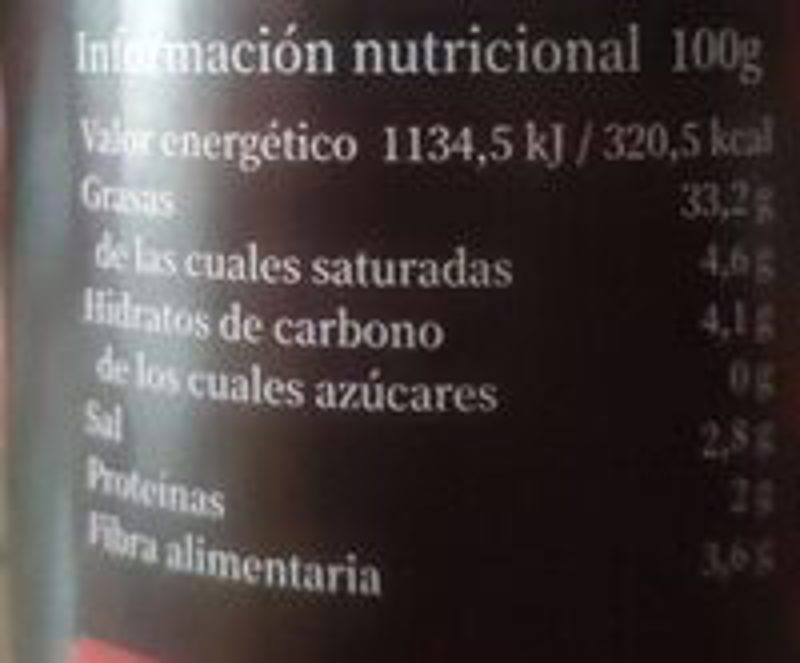 Información nutricional 100g
Valor energético 1134,5 kJ / 320,5 kcal
Grasas 33,2 g
de las cuales saturadas 4,6 g
Hidratos de carbono 4,1 g
de los cuales azúcares 0 g
Sal 2,8 g
Proteínas 2 g
Fibra alimentaria 3,6 g